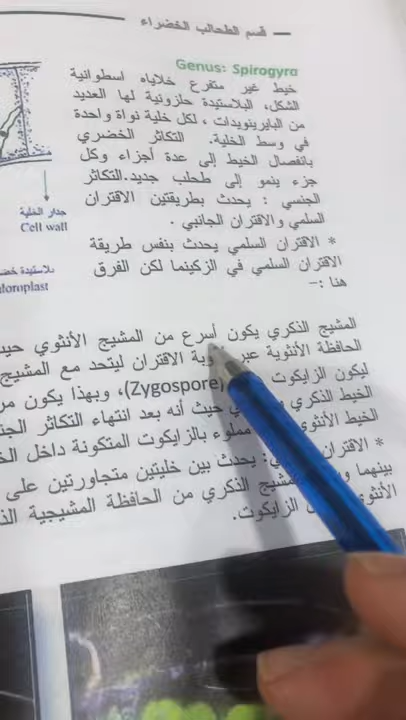 قسم الطحالب الخضراء
Genus: Spirogyra
خيط غير متفرع خلاياه اسطوانية
الشكل، البلاستيدة حلزونية لها العديد
من البايرينويدات ، لكل خلية نواة واحدة
في وسط الخلية. التكاثر الخضري
بانفصال الخيط إلى عدة أجزاء وكل
جزء ينمو إلى طحلب جديد.التكاثر
الجنسي : يحدث بطريقتين الاقتران
السلمي والاقتران الجانبي .
* الاقتران السلمي يحدث بنفس طريقة
الاقتران السلمي في الزكينما لكن الفرق
هنا :–
جدار الخلية
Cell wall
المشيج الذكري يكون أسرع من المشيج الأنثوي
الحافظة الأنثوية عبر الاقتران ليتحد مع المشيج
ليكون الزايكوت (Zygospore)، وبهذا يكون
الخيط الذكري حيث أنه بعد انتهاء التكاثر
الخيط مملوء بالزايكوت المتكونة داخل
* الاقتران يحدث بين خليتين متجاورتين على
بينهما الذكري من الحافظة المشيجية
الزايكوت.